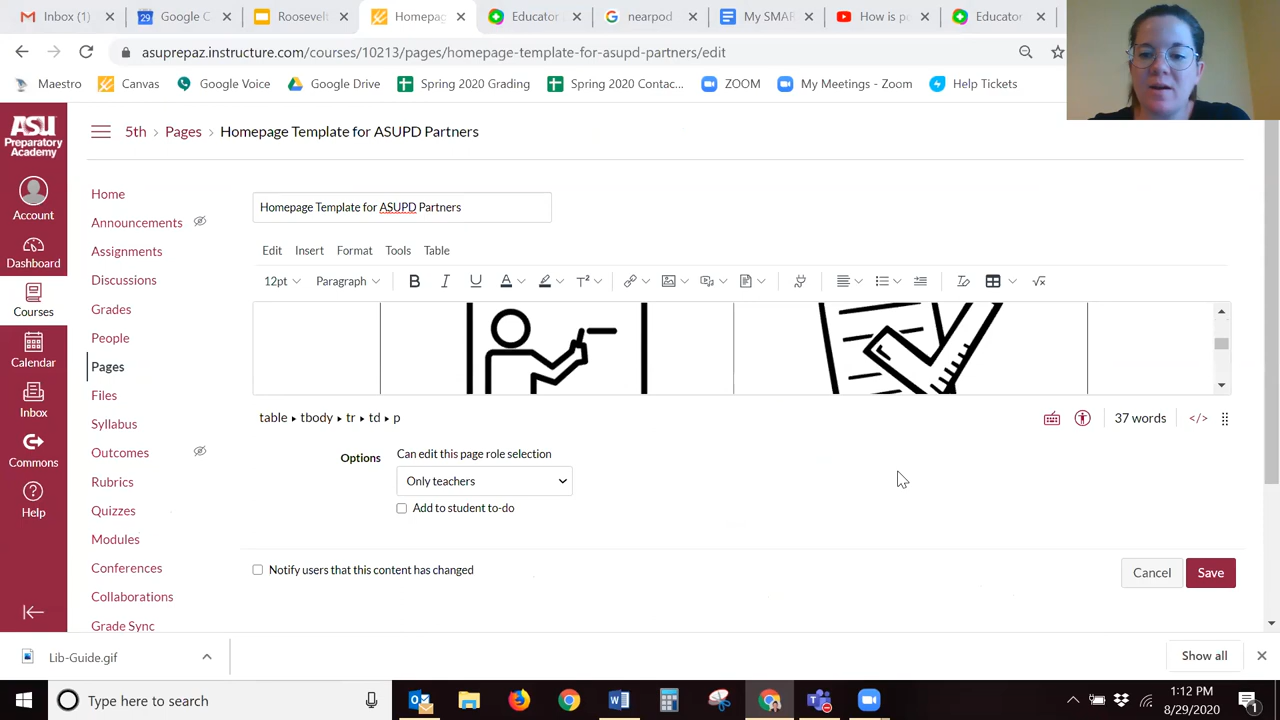 Inbox (1)
Google C
Roosevel
Homepag
Educator
nearpod
My SMAR
How is p
Educator
asuprepaz.instructure.com/courses/10213/pages/homepage-template-for-asupd-partners/edit
Maestro
Canvas
Google Voice
Google Drive
Spring 2020 Grading
Spring 2020 Contac...
ZOOM
My Meetings - Zoom
Help Tickets
ASU
Preparatory
Academy
Account
Dashboard
Courses
Calendar
Inbox
Commons
Help
5th > Pages > Homepage Template for ASUPD Partners
Home
Announcements
Assignments
Discussions
Grades
People
Pages
Files
Syllabus
Outcomes
Rubrics
Quizzes
Modules
Conferences
Collaborations
Grade Sync
Homepage Template for ASUPD Partners
Edit Insert Format Tools Table
12pt Paragraph B I U A T²
table ▸ tbody ▸ tr ▸ td ▸ p
37 words </>
Options
Can edit this page role selection
Only teachers
Add to student to-do
Notify users that this content has changed
Cancel
Save
Lib-Guide.gif
Show all
Type here to search
1:12 PM
8/29/2020
1